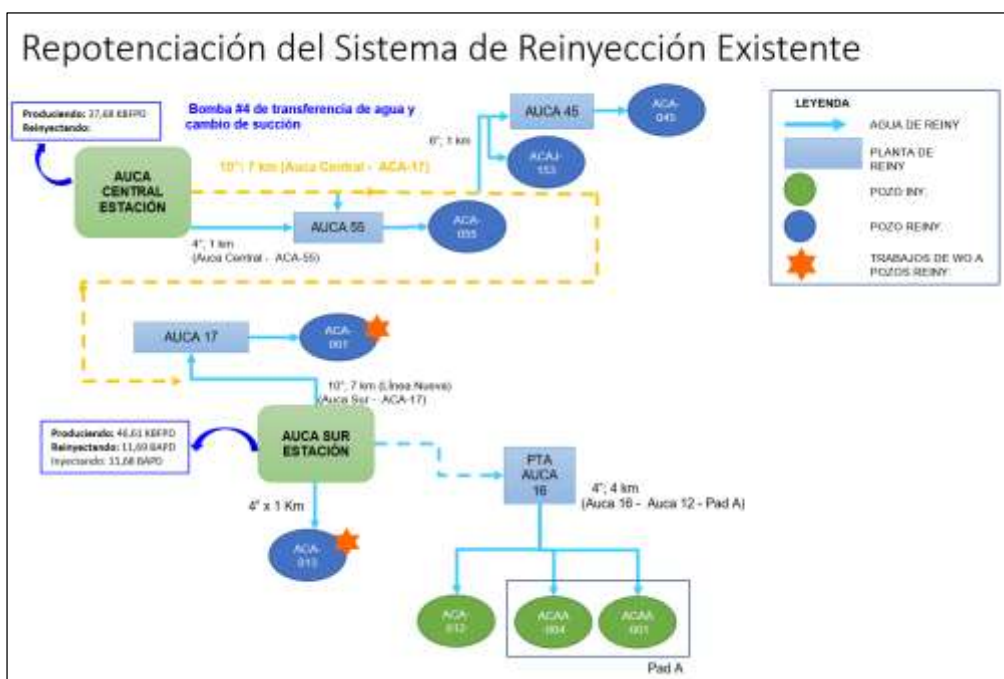 Repotenciación del Sistema de Reinyección Existente
Produciendo: 37,68 KBFPD
Reinyectando:
Bomba #4 de transferencia de agua y
cambio de succión
10"; 7 km (Auca Central - ACA-17)
AUCA
CENTRAL
ESTACIÓN
4", 1 km
(Auca Central - ACA-55)
AUCA 55
ACA-
055
6"; 1 km
AUCA 45
ACA-
045
ACAJ-
153
LEYENDA
AGUA DE REINY
PLANTA DE
REINY
POZO INY.
POZO REINY.
TRABAJOS DE WO A
POZOS REINY.
AUCA 17
ACA-
10"; 7 km (Línea Nueva)
(Auca Sur - ACA-17)
Produciendo: 46,61 KBFPD
Reinyectando: 11,69 BAPD
Inyectando: 15,68 BAPD
AUCA SUR
ESTACIÓN
4" x 1 Km
ACA-
013
PTA
AUCA
16
4"; 4 km
(Auca 16 - Auca 12 - Pad A)
ACA-
012
ACAA
-004
ACAA
-001
Pad A